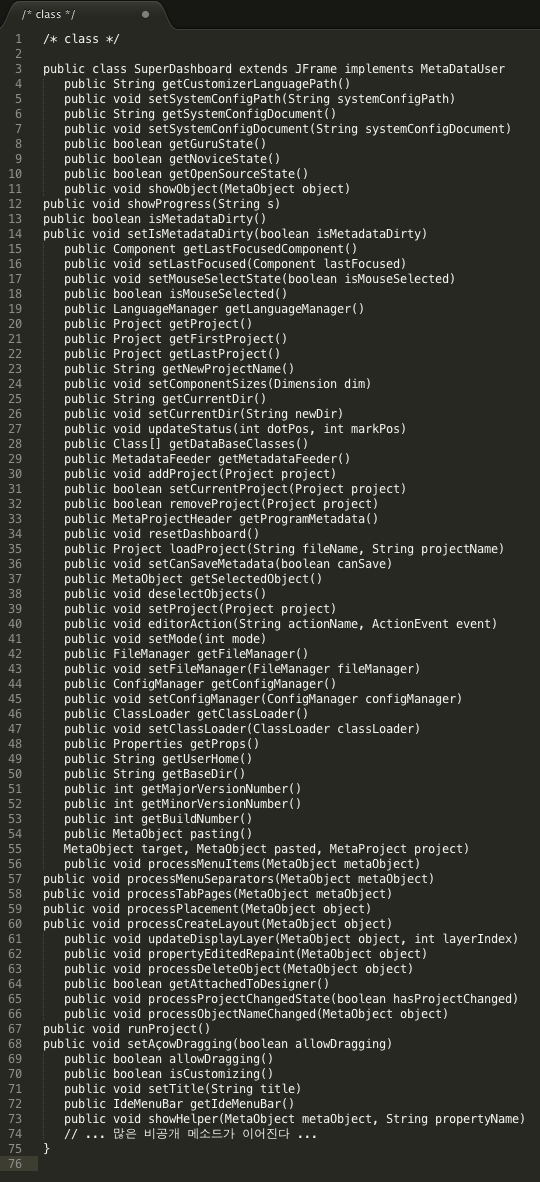 /* class */
1 /* class */
2
3 public class SuperDashboard extends JFrame implements MetaDataUser
4 public String getCustomizerLanguagePath()
5 public void setSystemConfigPath(String systemConfigPath)
6 public String getSystemConfigDocument()
7 public void setSystemConfigDocument(String systemConfigDocument)
8 public boolean getGuruState()
9 public boolean getNoviceState()
10 public boolean getOpenSourceState()
11 public void showObject(MetaObject object)
12 public void showProgress(String s)
13 public boolean isMetadataDirty()
14 public void setIsMetadataDirty(boolean isMetadataDirty)
15 public Component getLastFocusedComponent()
16 public void setLastFocused(Component lastFocused)
17 public void setMouseSelectState(boolean isMouseSelected)
18 public boolean isMouseSelected()
19 public LanguageManager getLanguageManager()
20 public Project getProject()
21 public Project getFirstProject()
22 public Project getLastProject()
23 public String getNewProjectName()
24 public void setComponentSizes(Dimension dim)
25 public String getCurrentDir()
26 public void setCurrentDir(String newDir)
27 public void updateStatus(int dotPos, int markPos)
28 public Class[] getDataBaseClasses()
29 public MetadataFeeder getMetadataFeeder()
30 public void addProject(Project project)
31 public boolean setCurrentProject(Project project)
32 public boolean removeProject(Project project)
33 public MetaProjectHeader getProgramMetadata()
34 public void resetDashboard()
35 public Project loadProject(String fileName, String projectName)
36 public void setCanSaveMetadata(boolean canSave)
37 public MetaObject getSelectedObject()
38 public void deselectObjects()
39 public void setProject(Project project)
40 public void editorAction(String actionName, ActionEvent event)
41 public void setMode(int mode)
42 public FileManager getFileManager()
43 public void setFileManager(FileManager fileManager)
44 public ConfigManager getConfigManager()
45 public void setConfigManager(ConfigManager configManager)
46 public ClassLoader getClassLoader()
47 public void setClassLoader(ClassLoader classLoader)
48 public Properties getProps()
49 public String getUserHome()
50 public String getBaseDir()
51 public int getMajorVersionNumber()
52 public int getMinorVersionNumber()
53 public int getBuildNumber()
54 public MetaObject pasting()
55 MetaObject target, MetaObject pasted, MetaProject project)
56 public void processMenuItems(MetaObject metaObject)
57 public void processMenuSeparators(MetaObject metaObject)
58 public void processTabPages(MetaObject metaObject)
59 public void processPlacement(MetaObject object)
60 public void processCreateLayout(MetaObject object)
61 public void updateDisplayLayer(MetaObject object, int layerIndex)
62 public void propertyEditedRepaint(MetaObject object)
63 public void processDeleteObject(MetaObject object)
64 public boolean getAttachedToDesigner()
65 public void processProjectChangedState(boolean hasProjectChanged)
66 public void processObjectNameChanged(MetaObject object)
67 public void runProject()
68 public void setAçowDragging(boolean allowDragging)
69 public boolean allowDragging()
70 public boolean isCustomizing()
71 public void setTitle(String title)
72 public IdeMenuBar getIdeMenuBar()
73 public void showHelper(MetaObject metaObject, String propertyName)
74 // ... 많은 비공개 메소드가 이어진다 ...
75 }
76